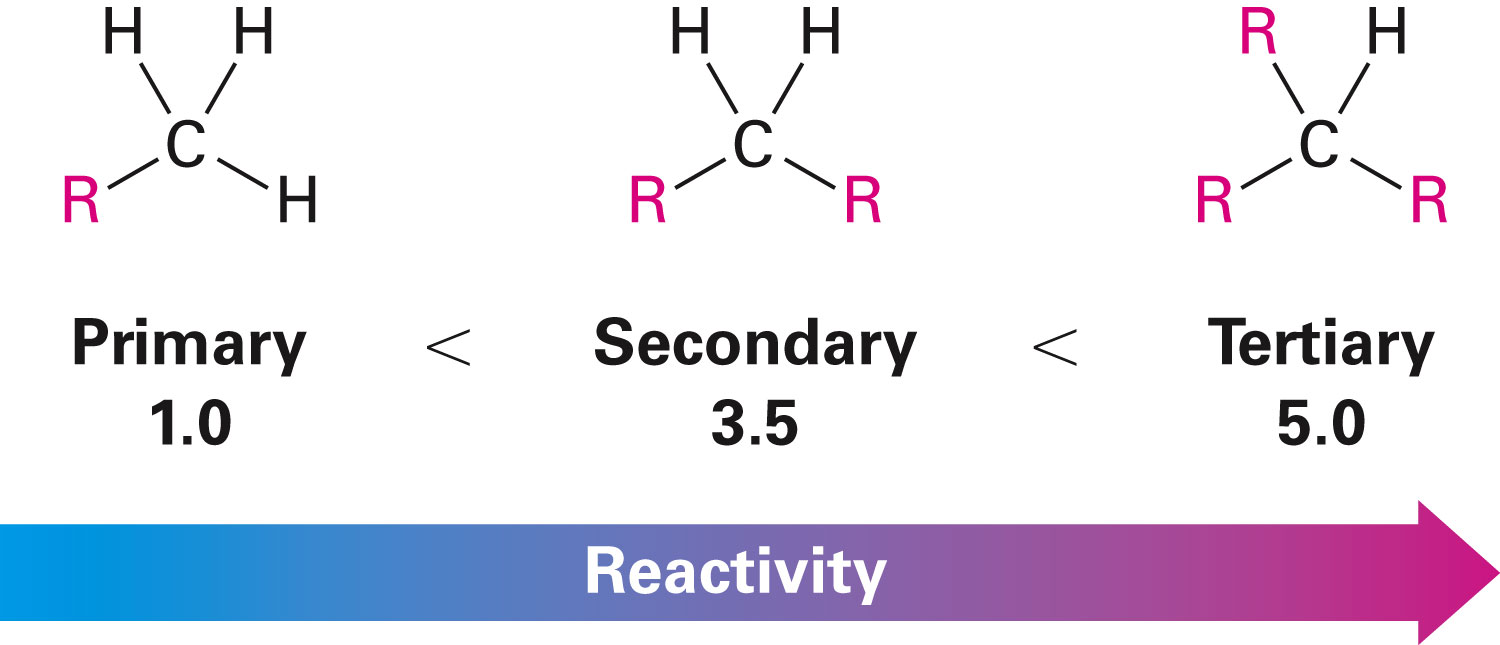 H H H H R H
C C C
R H R R R R
Primary < Secondary < Tertiary
1.0 3.5 5.0
Reactivity